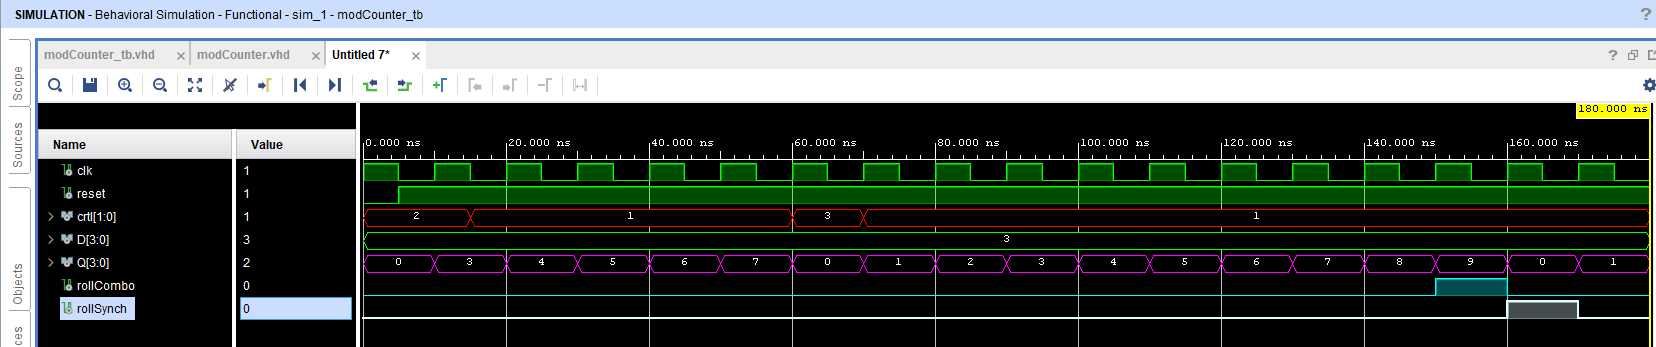 SIMULATION - Behavioral Simulation - Functional - sim_1 - modCounter_tb ?
modCounter_tb.vhd × modCounter.vhd × Untitled 7* × ?
Scope
Sources
Objects
180.000 ns
0.000 ns 20.000 ns 40.000 ns 60.000 ns 80.000 ns 100.000 ns 120.000 ns 140.000 ns 160.000 ns
Name Value
clk 1
reset 1
crtl[1:0] 1 2 1 3 1
D[3:0] 3 3
Q[3:0] 2 0 3 4 5 6 7 0 1 2 3 4 5 6 7 8 9 0 1
rollCombo 0
rollSynch 0